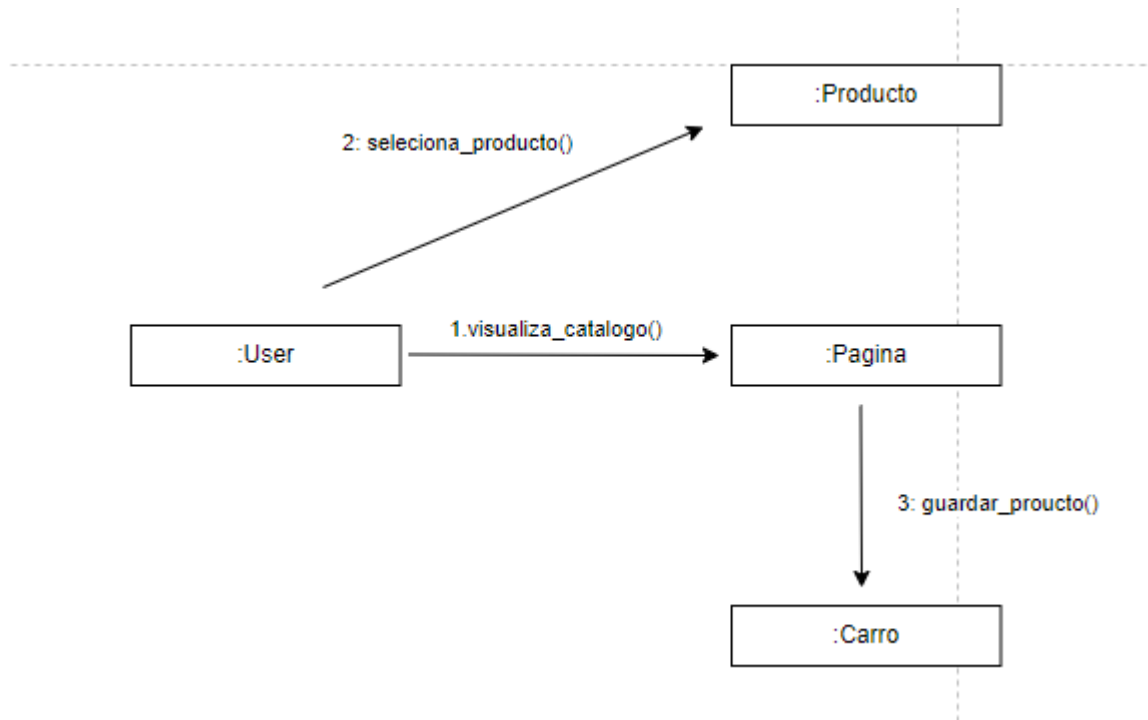 :Producto
2: seleciona_producto()
1.visualiza_catalogo()
:User
:Pagina
3: guardar_proucto()
:Carro